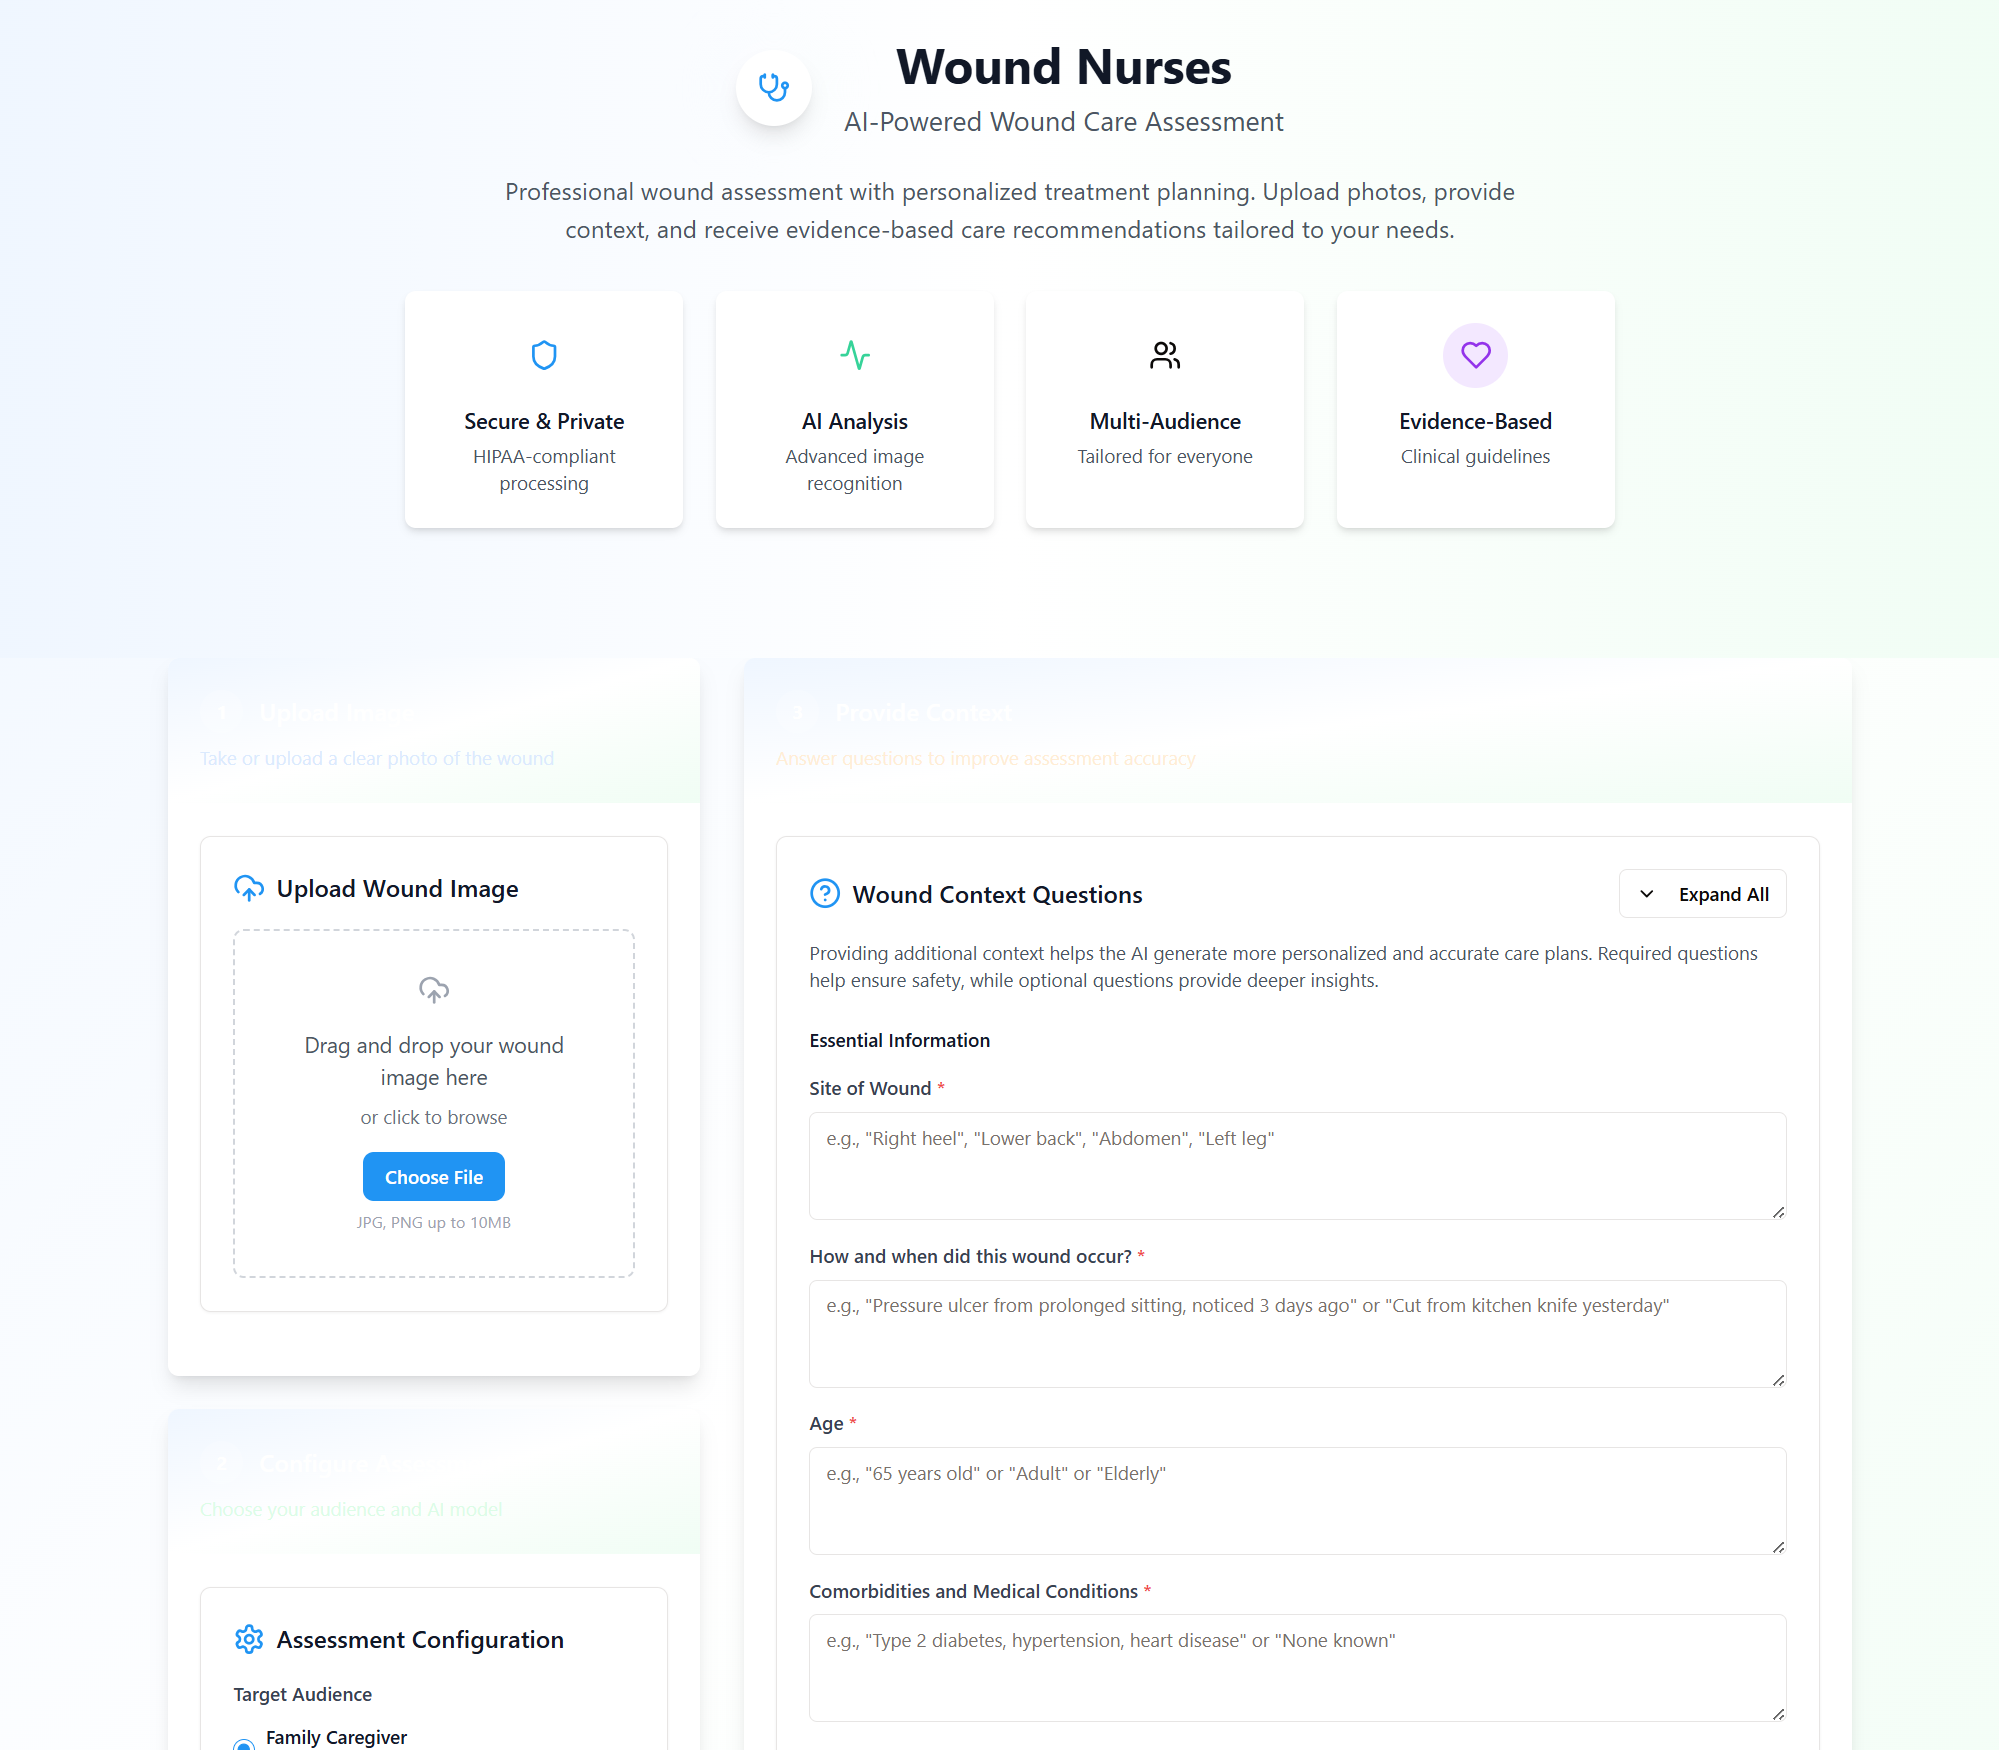 Wound Nurses
AI-Powered Wound Care Assessment
Professional wound assessment with personalized treatment planning. Upload photos, provide
context, and receive evidence-based care recommendations tailored to your needs.
Secure & Private
HIPAA-compliant
processing
AI Analysis
Advanced image
recognition
Multi-Audience
Tailored for everyone
Evidence-Based
Clinical guidelines
1
Upload Image
Take or upload a clear photo of the wound
Upload Wound Image
Drag and drop your wound
image here
or click to browse
Choose File
JPG, PNG up to 10MB
2
Configure
Choose your audience and AI model
Assessment Configuration
Target Audience
Family Caregiver
3
Provide Context
Answer questions to improve assessment accuracy
Wound Context Questions
Expand All
Providing additional context helps the AI generate more personalized and accurate care plans. Required questions
help ensure safety, while optional questions provide deeper insights.
Essential Information
Site of Wound *
e.g., "Right heel", "Lower back", "Abdomen", "Left leg"
How and when did this wound occur? *
e.g., "Pressure ulcer from prolonged sitting, noticed 3 days ago" or "Cut from kitchen knife yesterday"
Age *
e.g., "65 years old" or "Adult" or "Elderly"
Comorbidities and Medical Conditions *
e.g., "Type 2 diabetes, hypertension, heart disease" or "None known"